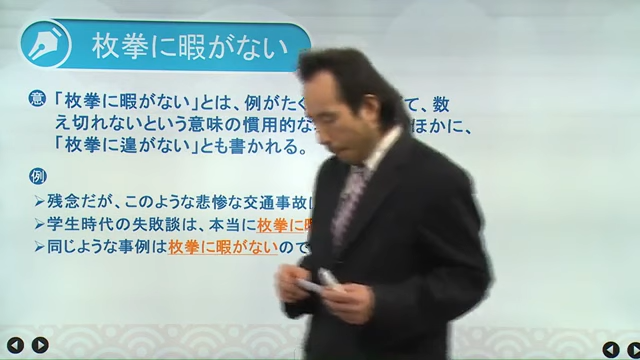 枚挙に暇がない
意 「枚挙に暇がない」とは、例がたく て、数
え切れないという意味の慣用的な ほかに、
「枚挙に遑がない」とも書かれる。
例
➢残念だが、このような悲惨な交通事故
➢学生時代の失敗談は、本当に枚挙に
➢同じような事例は枚挙に暇がないので